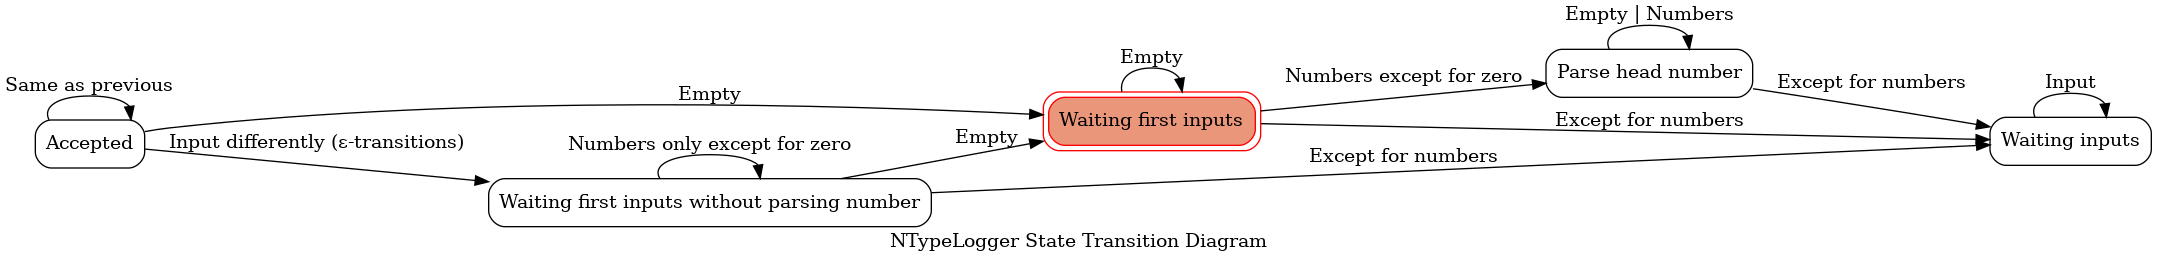 Empty | Numbers
Empty
Parse head number
Numbers except for zero
Except for numbers
Same as previous
Input
Empty
Waiting first inputs
Except for numbers
Accepted
Input differently (ε-transitions)
Numbers only except for zero
Empty
Waiting inputs
Except for numbers
Waiting first inputs without parsing number
NTypeLogger State Transition Diagram